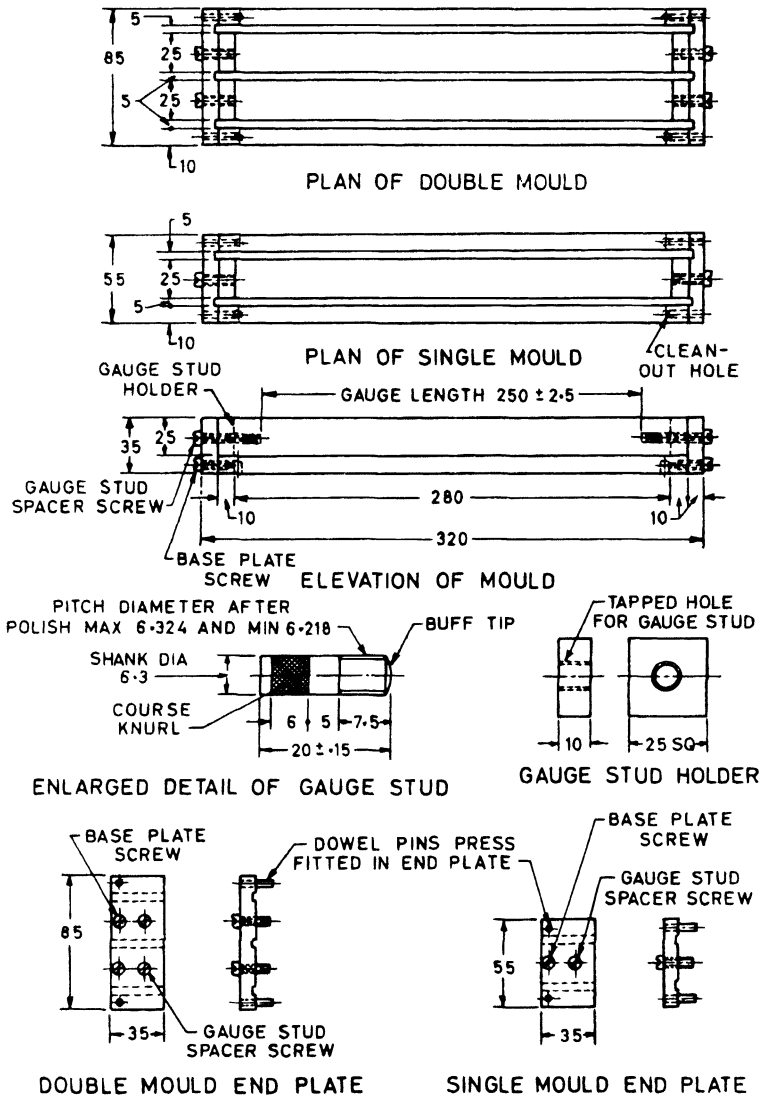 5
85
25
5
25
10
PLAN OF DOUBLE MOULD
5
55
25
5
10
PLAN OF SINGLE MOULD
CLEAN-
OUT HOLE
GAUGE STUD
HOLDER
GAUGE LENGTH 250 ± 2·5
35
25
GAUGE STUD
SPACER SCREW
280
10
10
320
BASE PLATE
SCREW
ELEVATION OF MOULD
PITCH DIAMETER AFTER
POLISH MAX 6·324 AND MIN 6·218
BUFF TIP
SHANK DIA
6·3
COURSE
KNURL
6
5
7·5
20 ± ·15
ENLARGED DETAIL OF GAUGE STUD
TAPPED HOLE
FOR GAUGE STUD
10
25 SQ
GAUGE STUD HOLDER
BASE PLATE
SCREW
85
35
GAUGE STUD
SPACER SCREW
DOUBLE MOULD END PLATE
DOWEL PINS PRESS
FITTED IN END PLATE
BASE PLATE
SCREW
GAUGE STUD
SPACER SCREW
55
35
SINGLE MOULD END PLATE